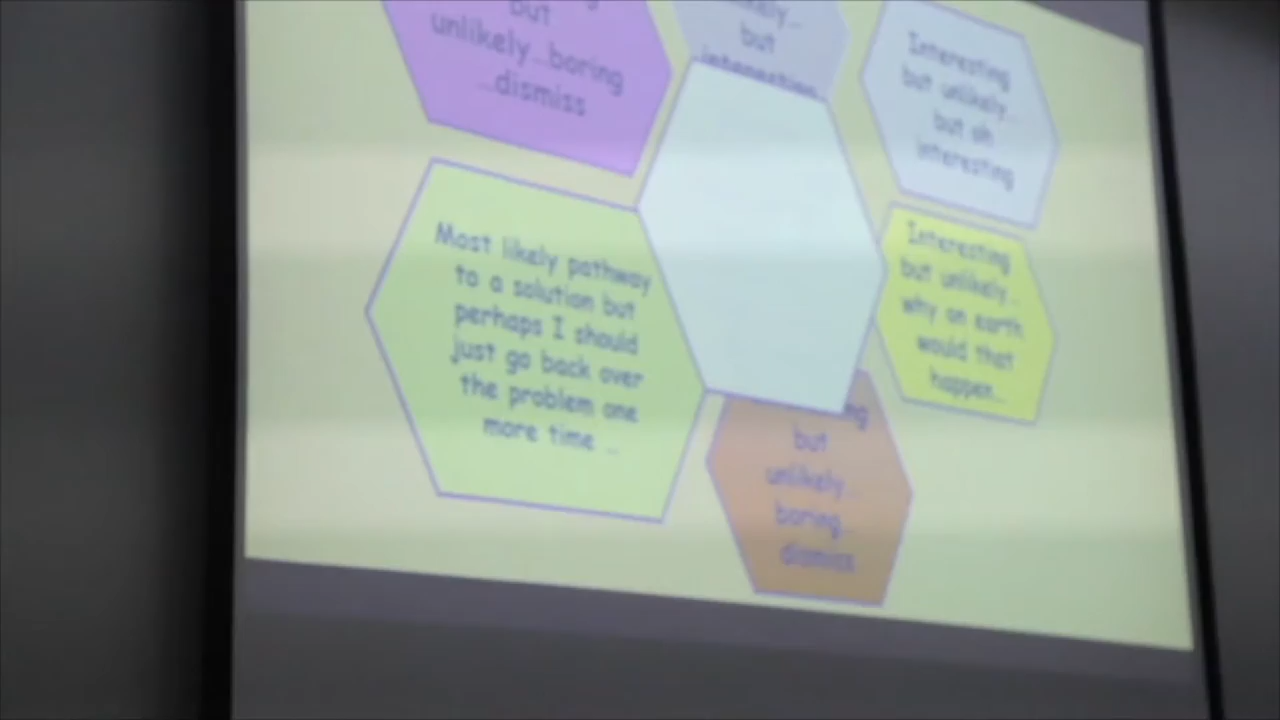 but
unlikely...boring
...dismiss
but
Interesting
but unlikely...
but oh
interesting
Most likely pathway
to a solution but
perhaps I should
just go back over
the problem one
more time ...
Interesting
but unlikely...
why on earth
would that
happen...
but
unlikely...
boring...
dismiss